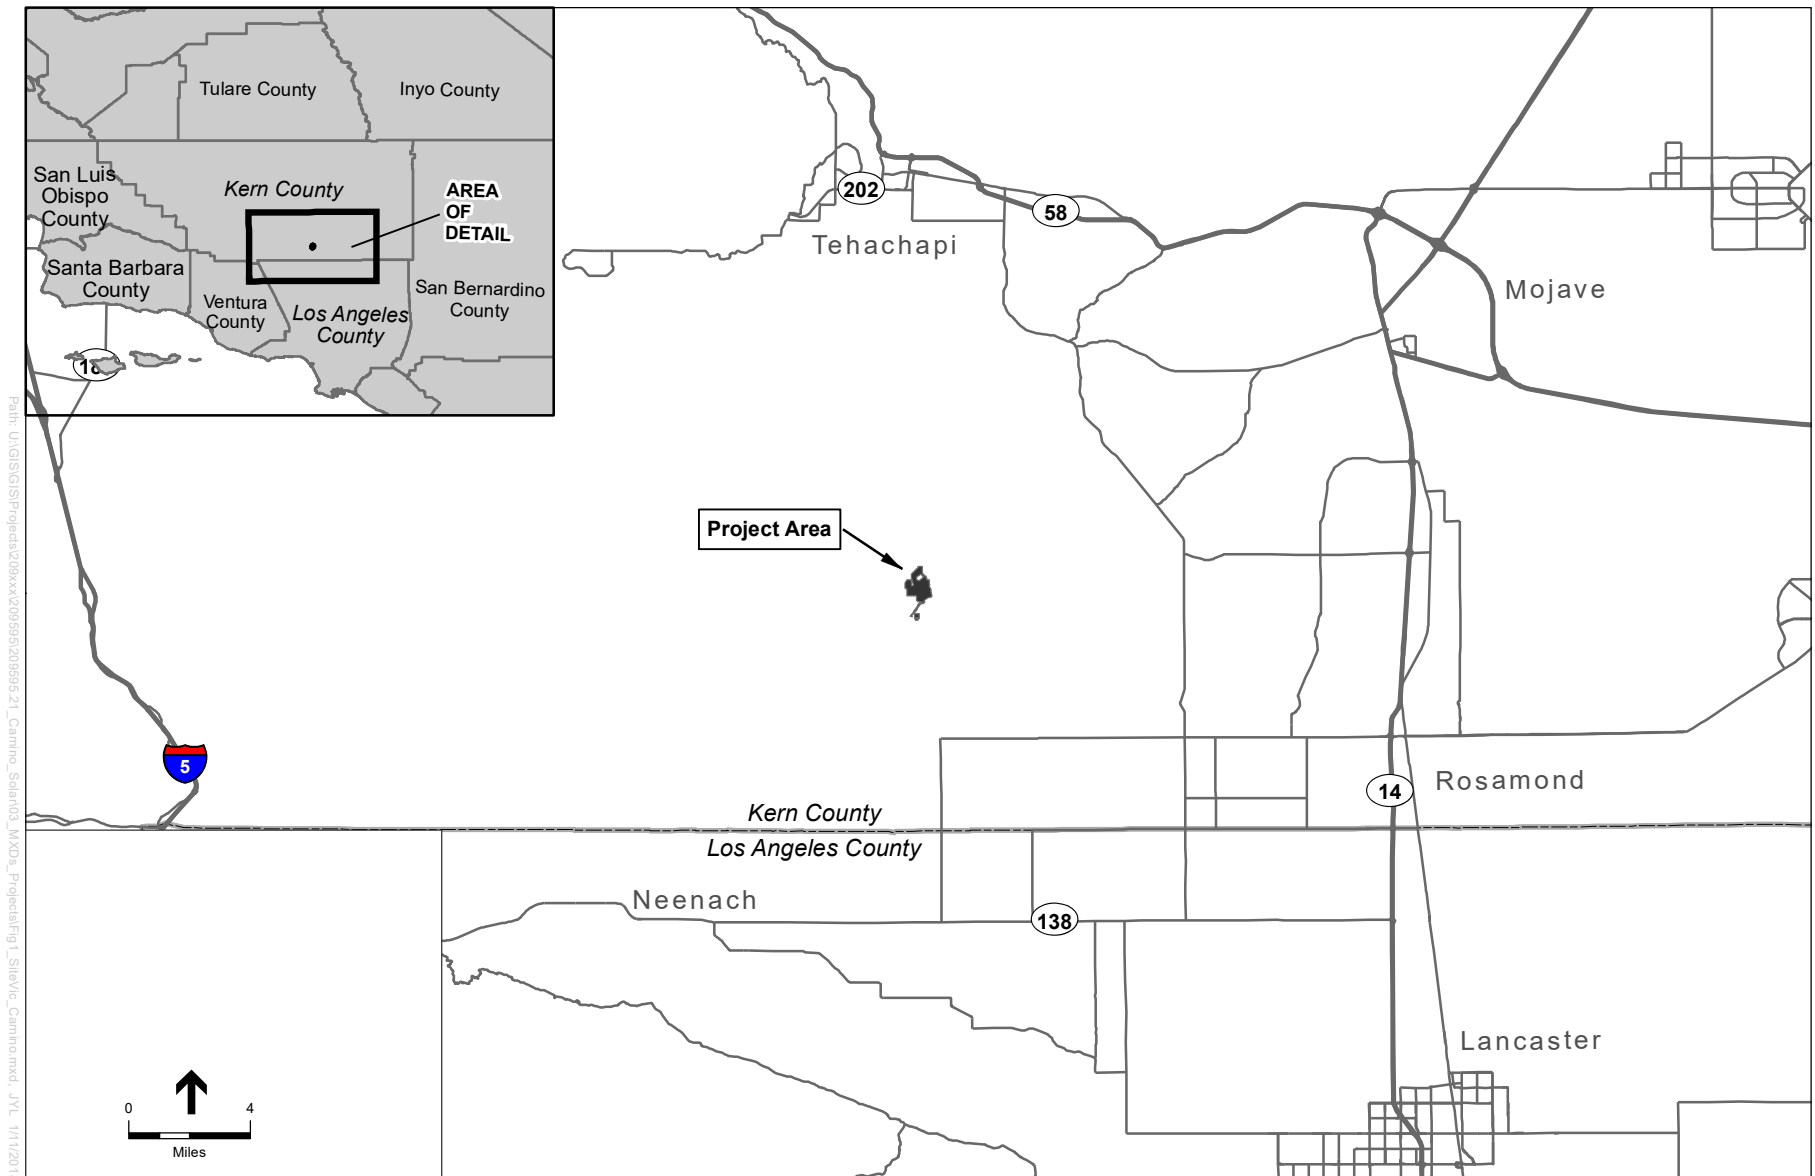 Tulare County
Inyo County
San Luis
Obispo
County
Kern County
AREA
OF
DETAIL
Santa Barbara
County
Ventura
County
Los Angeles
County
San Bernardino
County
202
58
Tehachapi
Mojave
Project Area
5
14
Rosamond
Kern County
Los Angeles County
Neenach
138
Lancaster
0 4
Miles